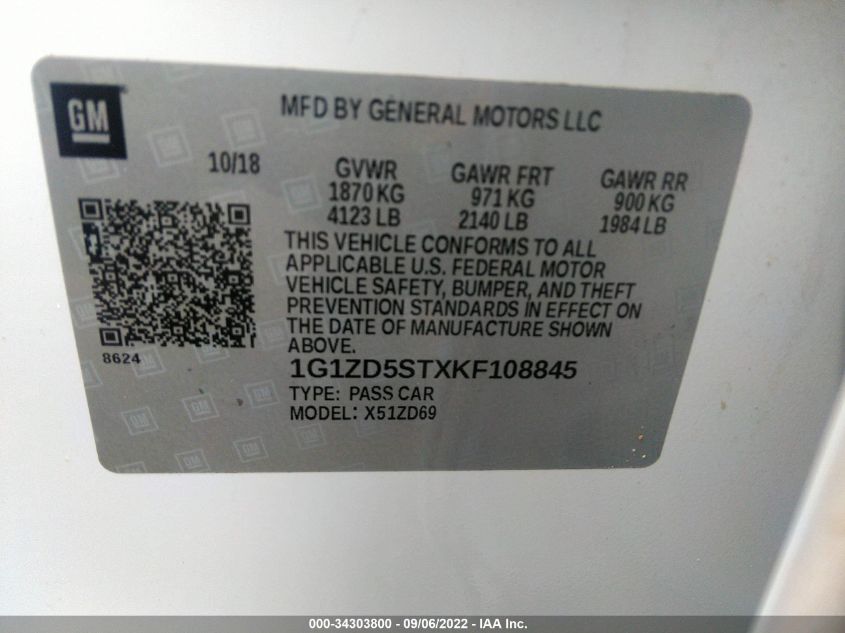 GM
MFD BY GENERAL MOTORS LLC
10/18 GVWR GAWR FRT GAWR RR
1870 KG 971 KG 900 KG
4123 LB 2140 LB 1984 LB
THIS VEHICLE CONFORMS TO ALL
APPLICABLE U.S. FEDERAL MOTOR
VEHICLE SAFETY, BUMPER, AND THEFT
PREVENTION STANDARDS IN EFFECT ON
THE DATE OF MANUFACTURE SHOWN
ABOVE.
8624
1G1ZD5STXKF108845
TYPE: PASS CAR
MODEL: X51ZD69
000-34303800 - 09/06/2022 - IAA Inc.